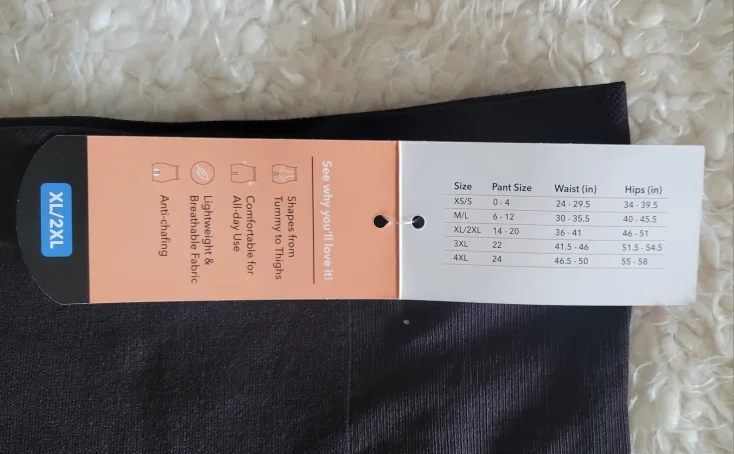 XL/2XL
See why you'll love it!
Shapes from
Tummy to Thighs
Comfortable for
All-day Use
Lightweight &
Breathable Fabric
Anti-chafing
Size Pant Size Waist (in) Hips (in)
XS/S 0 - 4 24 - 29.5 34 - 39.5
M/L 6 - 12 30 - 35.5 40 - 45.5
XL/2XL 14 - 20 36 - 41 46 - 51
3XL 22 41.5 - 46 51.5 - 54.5
4XL 24 46.5 - 50 55 - 58